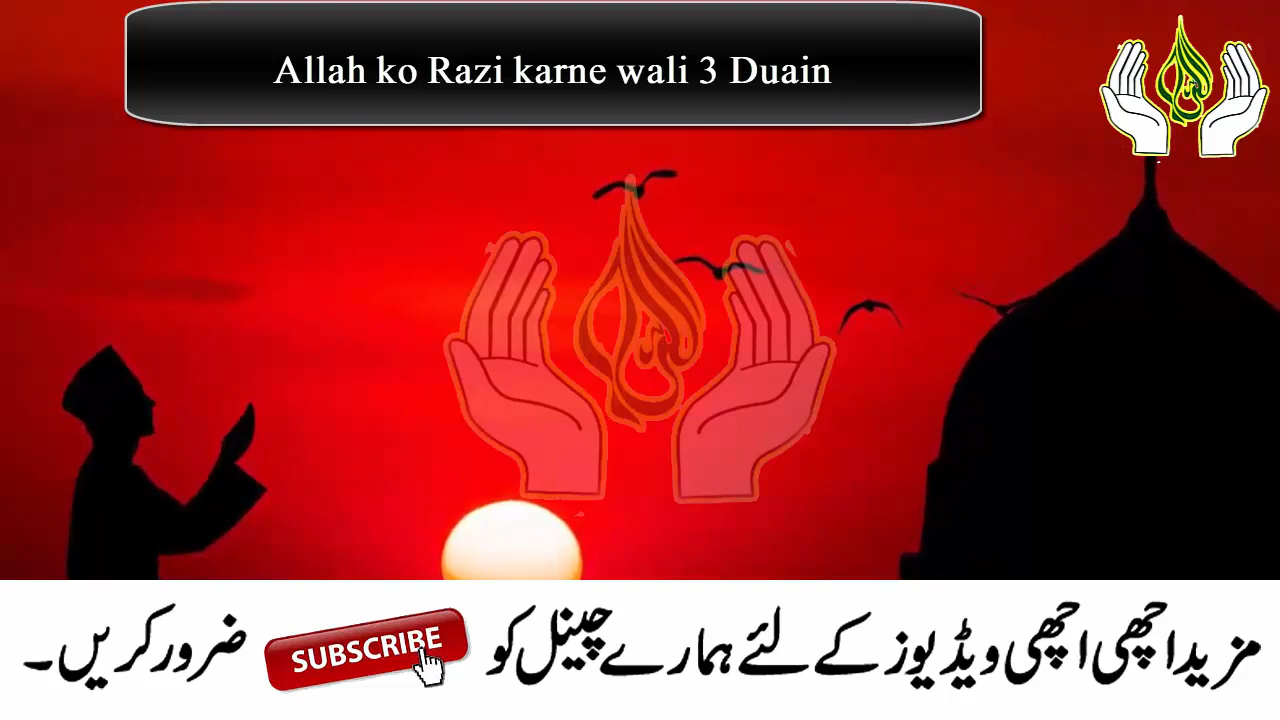 Allah ko Razi karne wali 3 Duain
مزید اچھی اچھی ویڈیوز کے لئے ہمارے چینل کو SUBSCRIBE ضرور کریں۔